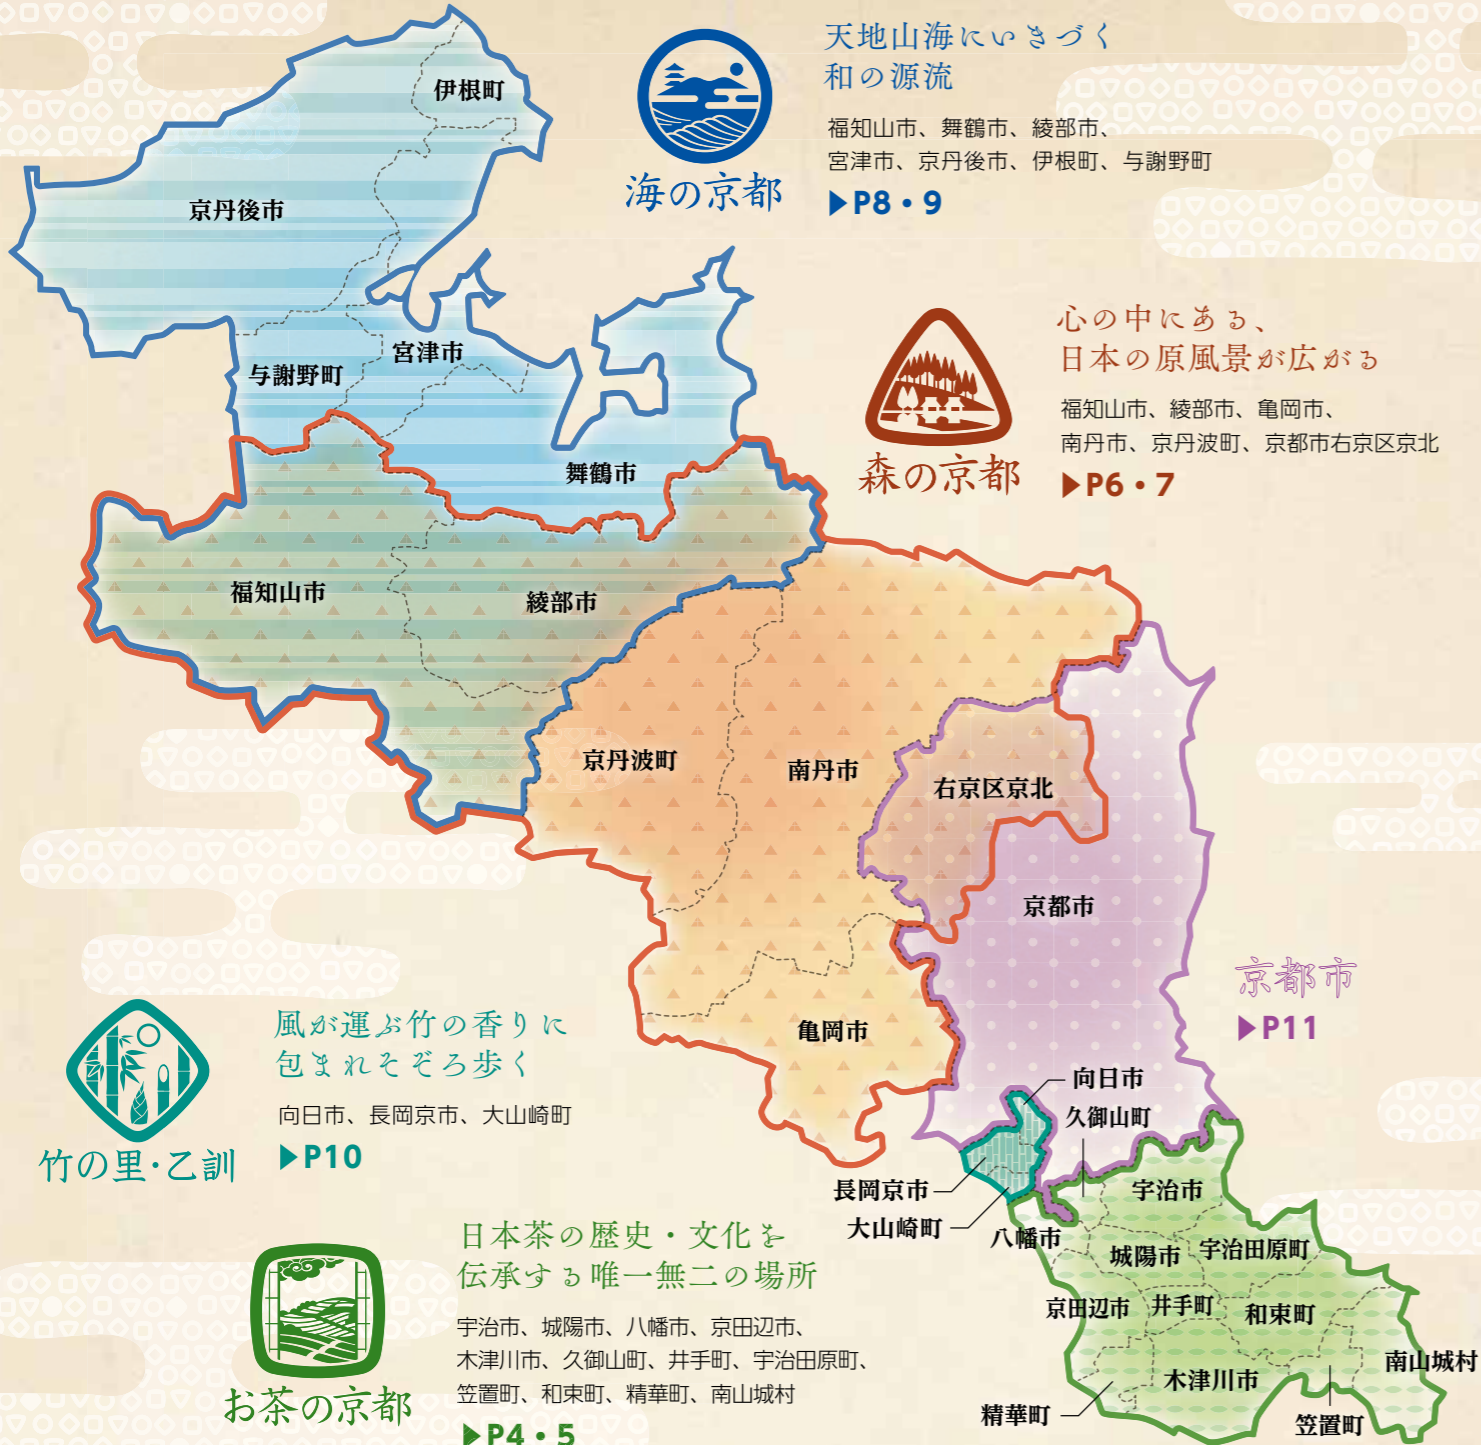 天地山海にいきづく
和の源流
福知山市、舞鶴市、綾部市、
宮津市、京丹後市、伊根町、与謝野町
▶P8・9
海の京都
心の中にある、
日本の原風景が広がる
福知山市、綾部市、亀岡市、
南丹市、京丹波町、京都市右京区京北
▶P6・7
森の京都
伊根町
京丹後市
宮津市
与謝野町
舞鶴市
福知山市
綾部市
京丹波町
南丹市
右京区京北
京都市
亀岡市
京都市
▶P11
風が運ぶ竹の香りに
包まれそぞろ歩く
向日市、長岡京市、大山崎町
▶P10
竹の里・乙訓
向日市
久御山町
長岡京市
大山崎町
八幡市
宇治市
城陽市
宇治田原町
京田辺市
井手町
和束町
南山城村
木津川市
精華町
笠置町
日本茶の歴史・文化を
伝承する唯一無二の場所
宇治市、城陽市、八幡市、京田辺市、
木津川市、久御山町、井手町、宇治田原町、
笠置町、和束町、精華町、南山城村
▶P4・5
お茶の京都